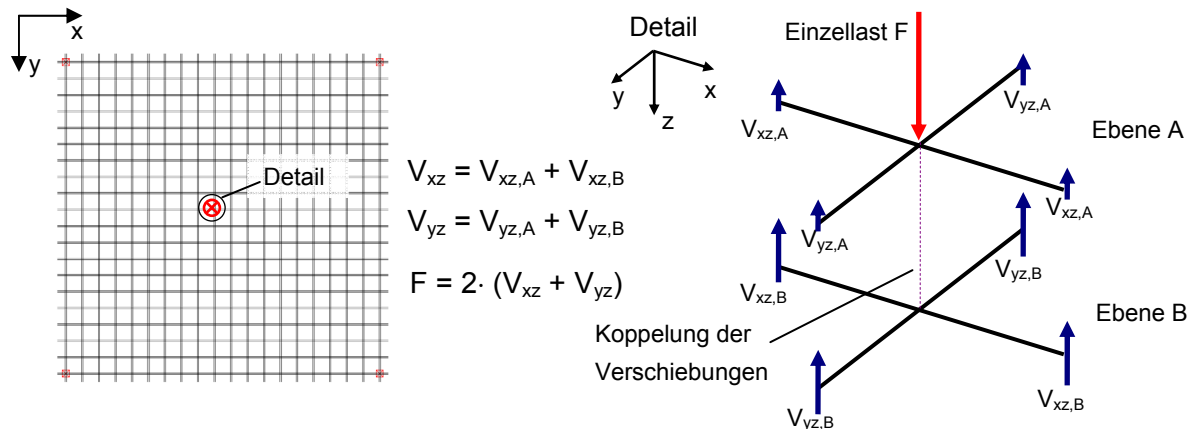 x
y
Detail
V_xz = V_xz,A + V_xz,B
V_yz = V_yz,A + V_yz,B
F = 2· (V_xz + V_yz)
Detail
y
x
z
Einzellast F
V_xz,A
V_yz,A
Ebene A
V_xz,A
V_yz,A
V_xz,B
V_yz,B
Ebene B
Koppelung der
Verschiebungen
V_xz,B
V_yz,B